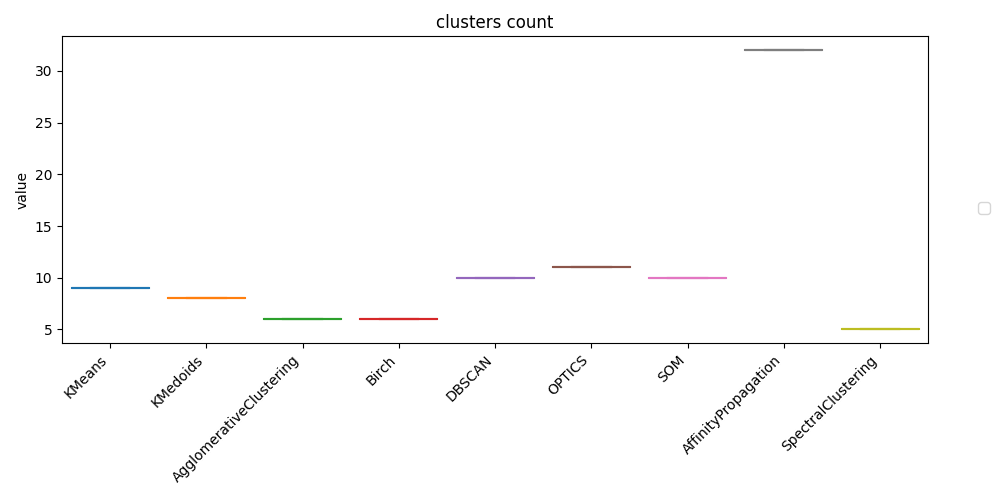 clusters count
value
30
25
20
15
10
5
KMeans
KMedoids
AgglomerativeClustering
Birch
DBSCAN
OPTICS
SOM
AffinityPropagation
SpectralClustering